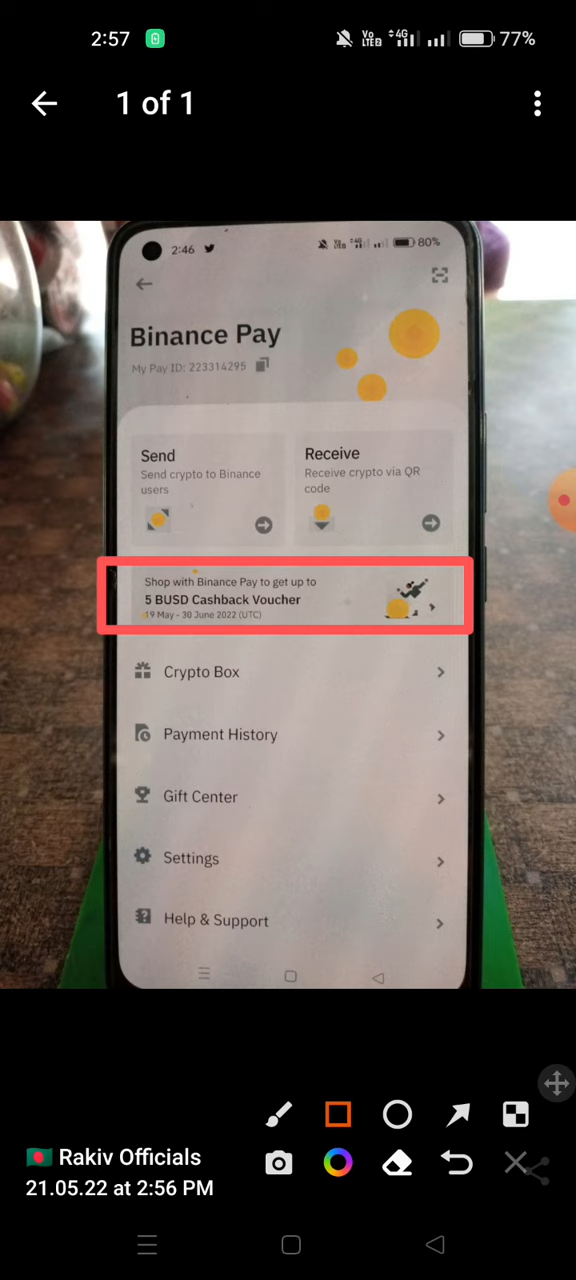 2:57
Vo
LTE2
4G
77%
1 of 1
2:46
80%
Binance Pay
My Pay ID: 223314295
Send
Send crypto to Binance
users
Receive
Receive crypto via QR
code
Shop with Binance Pay to get up to
5 BUSD Cashback Voucher
19 May - 30 June 2022 (UTC)
Crypto Box
Payment History
Gift Center
Settings
Help & Support
Rakiv Officials
21.05.22 at 2:56 PM